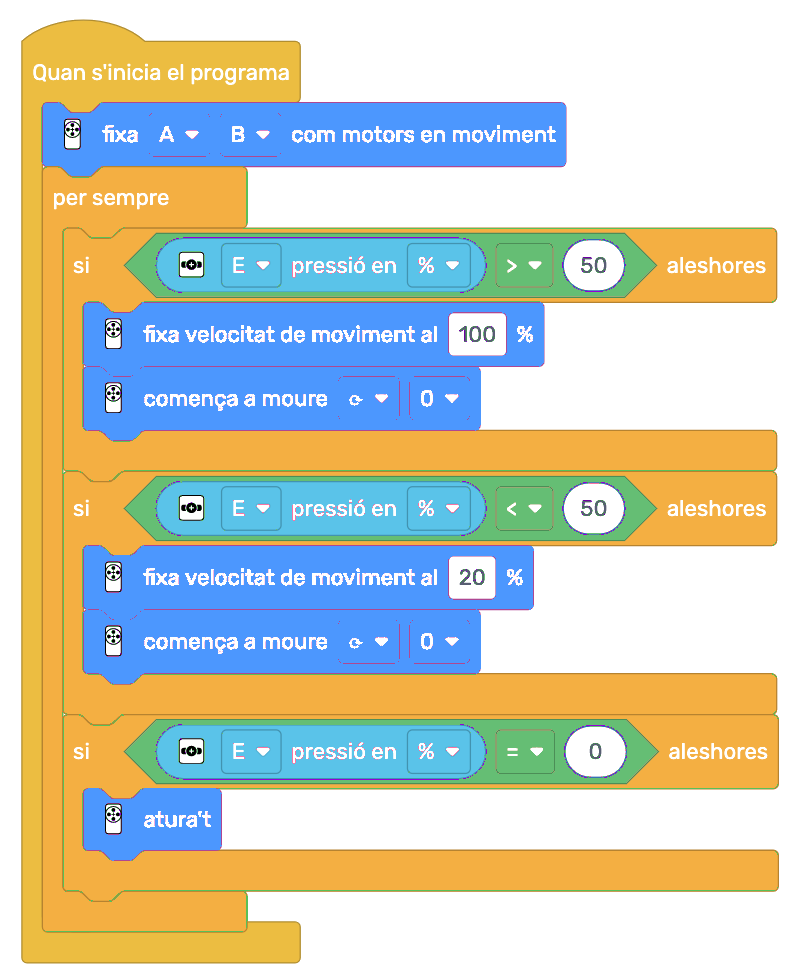 Quan s'inicia el programa
fixa A B com motors en moviment
per sempre
si E pressió en % > 50 aleshores
fixa velocitat de moviment al 100 %
comença a moure 0
si E pressió en % < 50 aleshores
fixa velocitat de moviment al 20 %
comença a moure 0
si E pressió en % = 0 aleshores
atura't